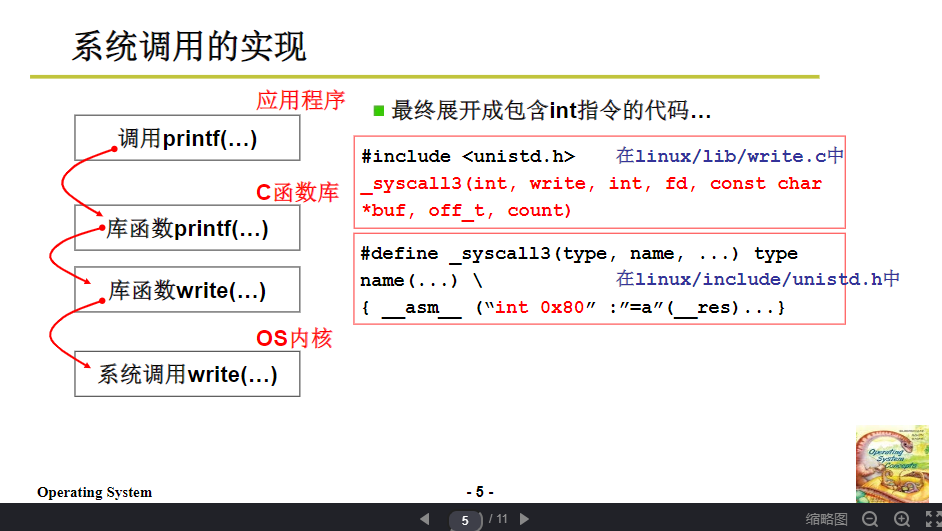 系统调用的实现
应用程序
调用printf(…)
C函数库
库函数printf(…)
库函数write(…)
OS内核
系统调用write(…)
■ 最终展开成包含int指令的代码…
#include <unistd.h> 在linux/lib/write.c中
_syscall3(int, write, int, fd, const char
*buf, off_t, count)
#define _syscall3(type, name, ...) type
name(...) \ 在linux/include/unistd.h中
{ __asm__ (“int 0x80” :”=a”(__res)...}
Operating
System
Concepts
Operating System
- 5 -
5 / 11
缩略图